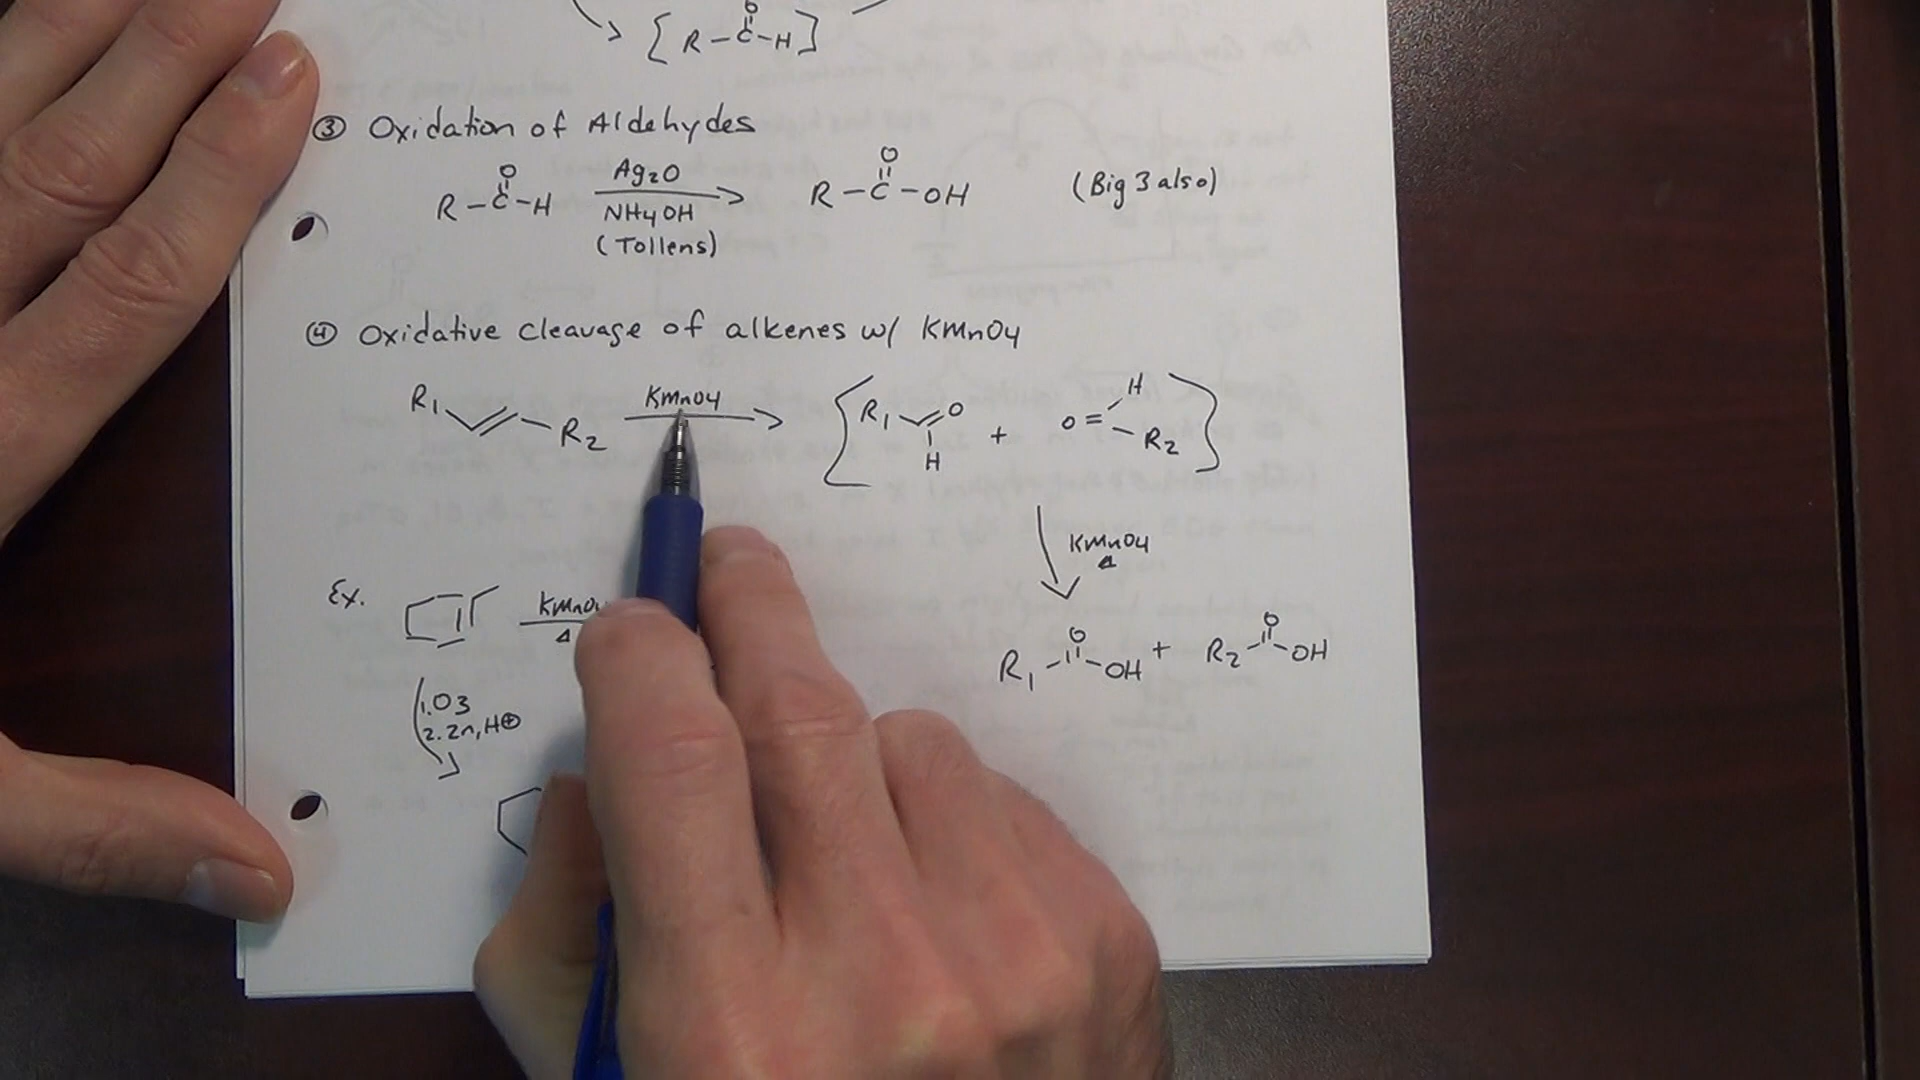 [R-C-H]
O
③ Oxidation of Aldehydes
R-C-H Ag2O R-C-OH (Big 3 also)
O NH4OH O
(Tollens)
④ Oxidative cleavage of alkenes w/ KMnO4
R1 R2 KMnO4 [R1 O H + O= H R2]
KMnO4
Δ
Ex. KMnO4
Δ
R1 O OH + R2 O OH
1. O3
2. Zn, H⊕